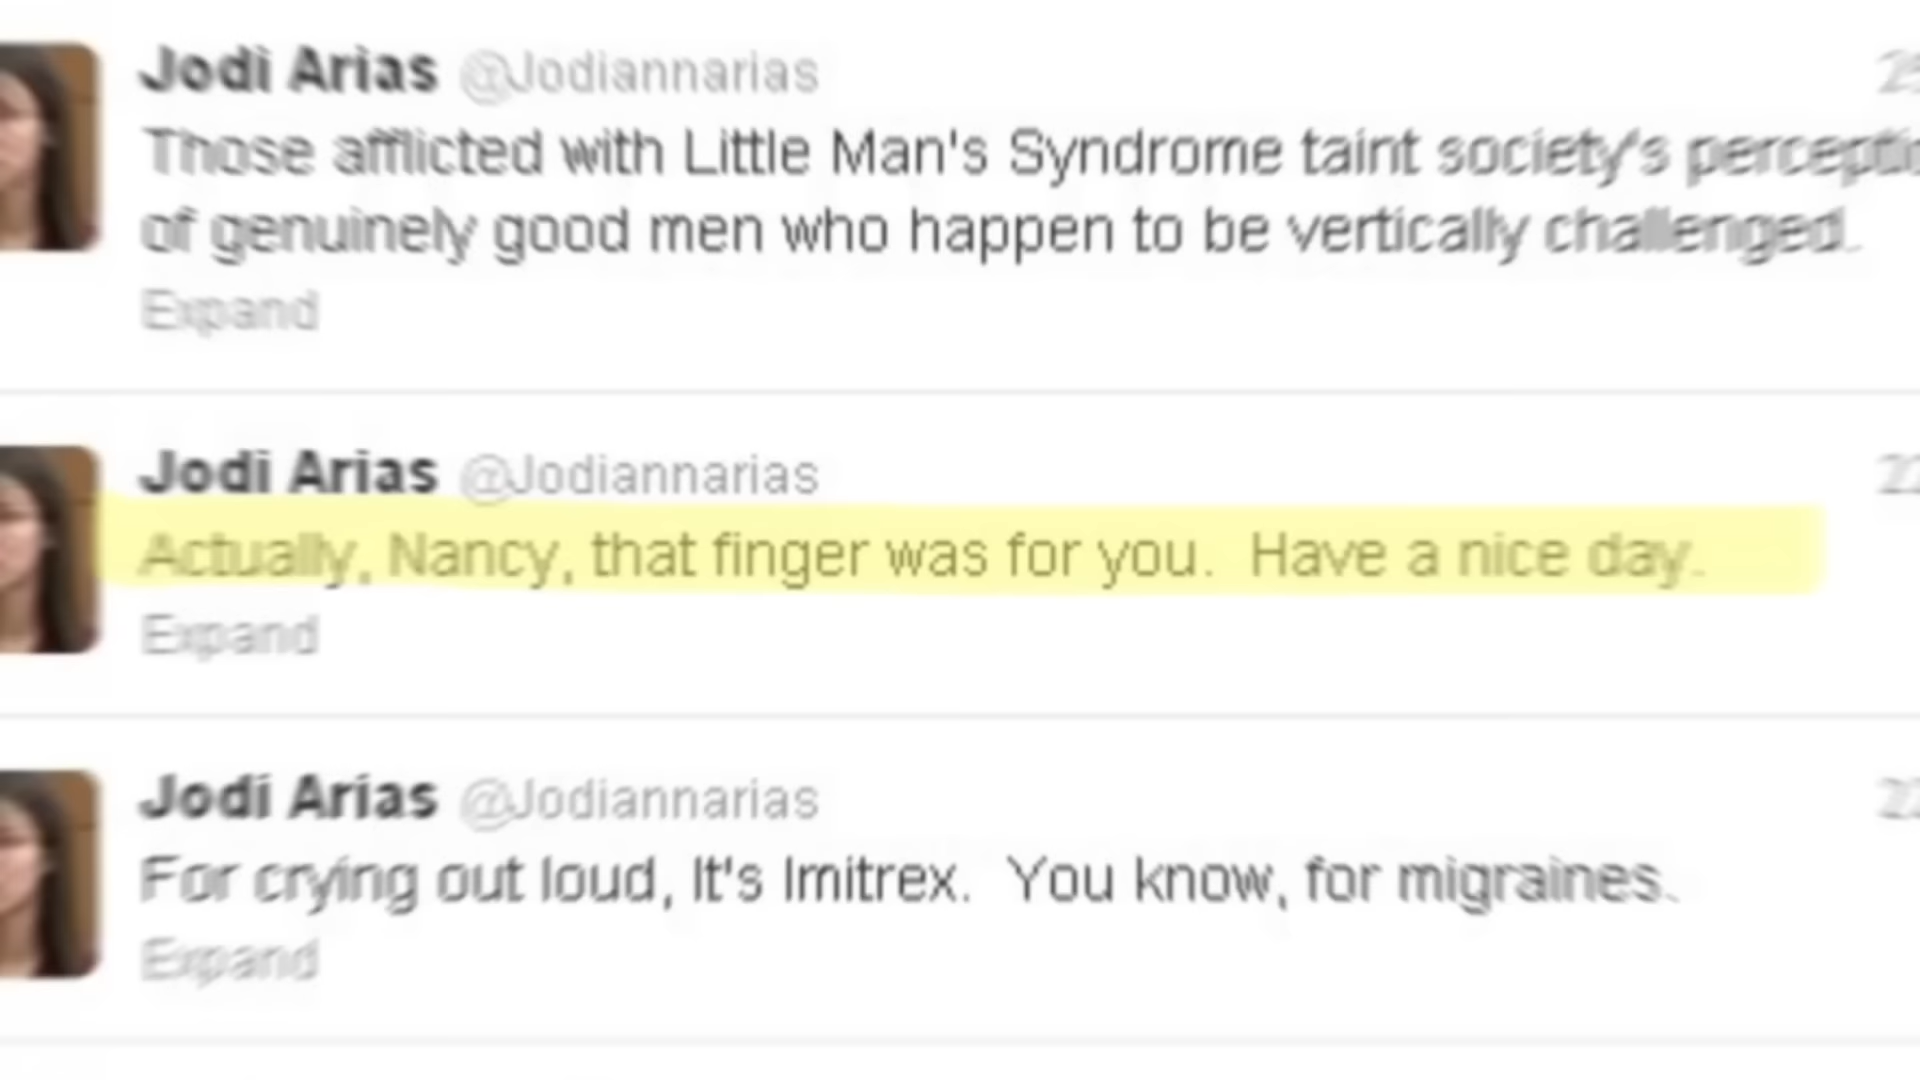 Jodi Arias @Jodiannarias
Those afflicted with Little Man's Syndrome taint society's
of genuinely good men who happen to be vertically challenged.
Expand
Jodi Arias @Jodiannarias
Actually, Nancy, that finger was for you.  Have a nice day.
Expand
Jodi Arias @Jodiannarias
For crying out loud, It's Imitrex.  You know, for migraines.
Expand